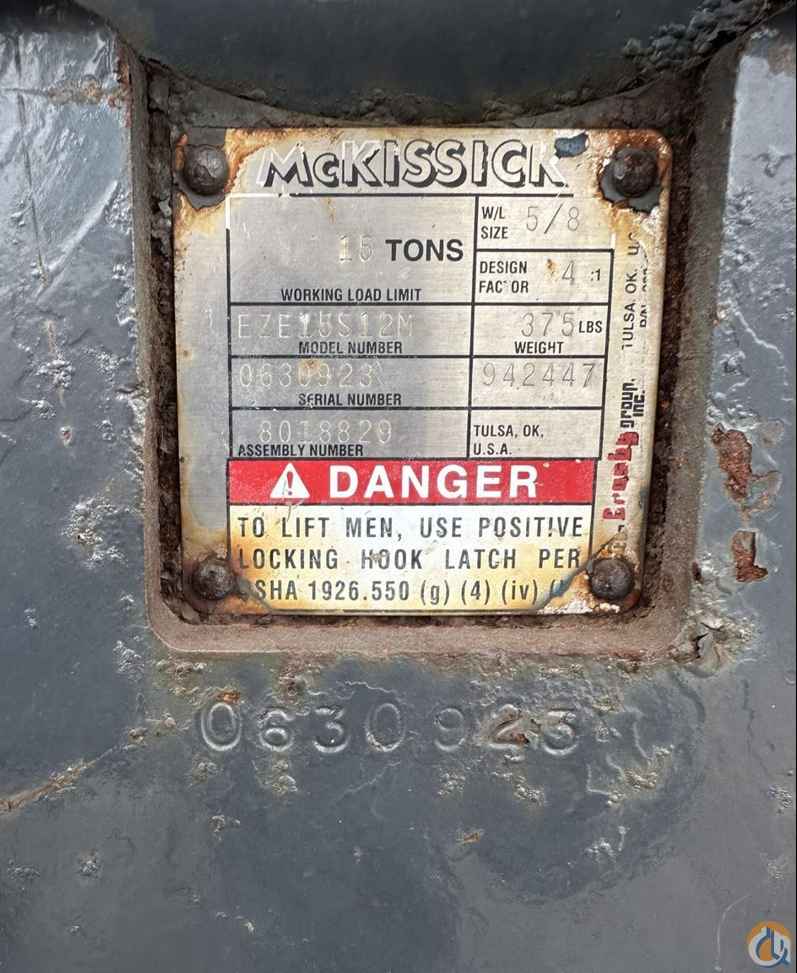 McKISSICK
15 TONS
WORKING LOAD LIMIT
W/L SIZE 5/8
DESIGN FACTOR 4 :1
EZE15S12M
MODEL NUMBER
375 LBS
WEIGHT
0630923
SERIAL NUMBER
942447
8018829
ASSEMBLY NUMBER
TULSA, OK,
U.S.A.
DANGER
TO LIFT MEN, USE POSITIVE
LOCKING HOOK LATCH PER
OSHA 1926.550 (g) (4) (iv)
Crosby group, INC.
TULSA, OK.
0630923